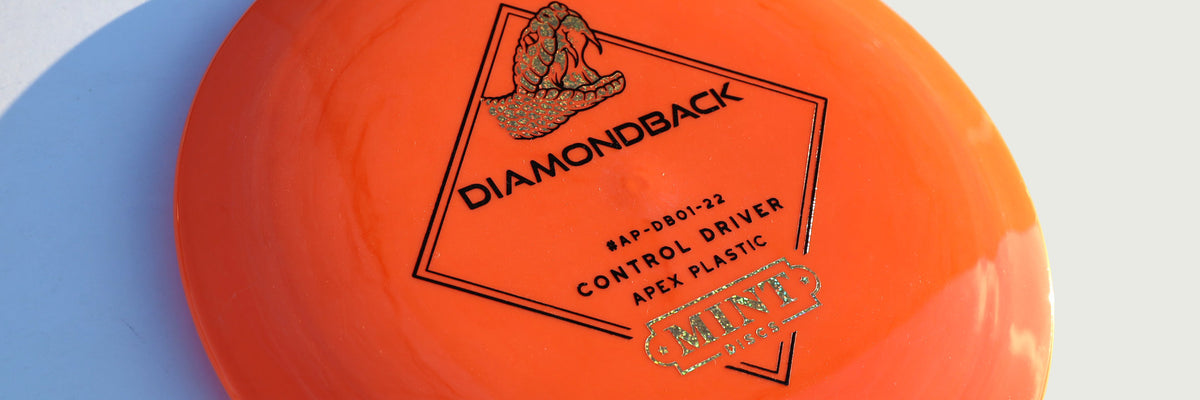 DIAMONDBACK
#AP-DB01-22
CONTROL DRIVER
APEX PLASTIC
MINT
DISCS